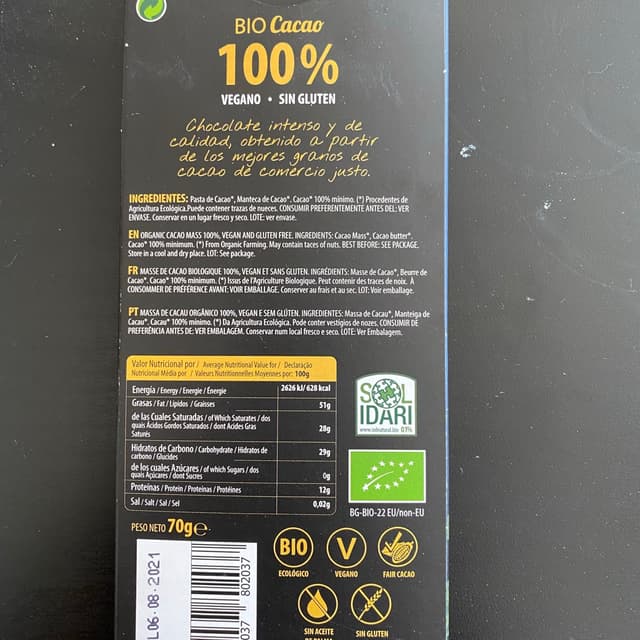 BIO Cacao
100%
VEGANO • SIN GLUTEN
Chocolate intenso y de
calidad, obtenido a partir
de los mejores granos de
cacao de comercio justo.
INGREDIENTES: Pasta de Cacao*, Manteca de Cacao*. Cacao* 100% mínimo. (*) Procedentes de
Agricultura Ecológica.Puede contener trazas de nueces. CONSUMIR PREFERENTEMENTE ANTES DEL: VER
ENVASE. Conservar en un lugar fresco y seco. LOTE: ver envase.
EN ORGANIC CACAO MASS 100%, VEGAN AND GLUTEN FREE. INGREDIENTS: Cacao Mass*, Cacao butter*.
Cacao* 100% minimum. (*) From Organic Farming. May contain taces of nuts. BEST BEFORE: SEE PACKAGE.
Store in a cool and dry place. LOT: See package.
FR MASSE DE CACAO BIOLOGIQUE 100%, VEGAN ET SANS GLUTEN. INGRÉDIENTS: Masse de Cacao*, Beurre de
Cacao*. Cacao* 100% minimum. (*) Issus de l'Agriculture Biologique. Peut contenir des traces de noix. À
CONSOMMER DE PRÉFÉRENCE AVANT: VOIR EMBALLAGE. Conserver au frais et au sec. LOT: Voir emballage.
PT MASSA DE CACAU ORGÂNICO 100%, VEGAN E SEM GLÚTEN. INGREDIENTES: Massa de Cacau*, Manteiga de
Cacau*. Cacau* 100% mínimo. (*) Da Agricultura Ecológica. Pode conter vestígios de nozes. CONSUMIR DE
PREFERÊNCIA ANTES DE: VER EMBALAGEM. Conservar num local fresco e seco. LOTE: Ver Embalagem.
Valor Nutricional por / Average Nutritional Value for / Declaração
Nutricional Média por / Valeurs Nutritionnelles Moyennes por: 100g
Energía / Energy / Energie / Énergie 2626 kJ/ 628 kcal
Grasas / Fat / Lípidos / Graisses 51g
de las Cuales Saturadas / of Which Saturates / dos
quais Ácidos Gordos Saturados / dont Acides Gras
Saturés 28g
Hidratos de Carbono / Carbohydrate / Hidratos de
carbono / Glucides 29g
de los cuales Azúcares / of which Sugars / dos
quais Açúcares / dont Sucres 0g
Proteínas / Protein / Proteínas / Protéines 12g
Sal / Salt / Sal / Sel 0,02g
SOL
IDARI
www.solnatural.bio 0,1%
BG-BIO-22 EU/non-EU
PESO NETO 70g e
L06·08·2021
037
802037
BIO
ECOLÓGICO
V
VEGANO
FAIR CACAO
SIN ACEITE
DE PALMA
SIN GLUTEN